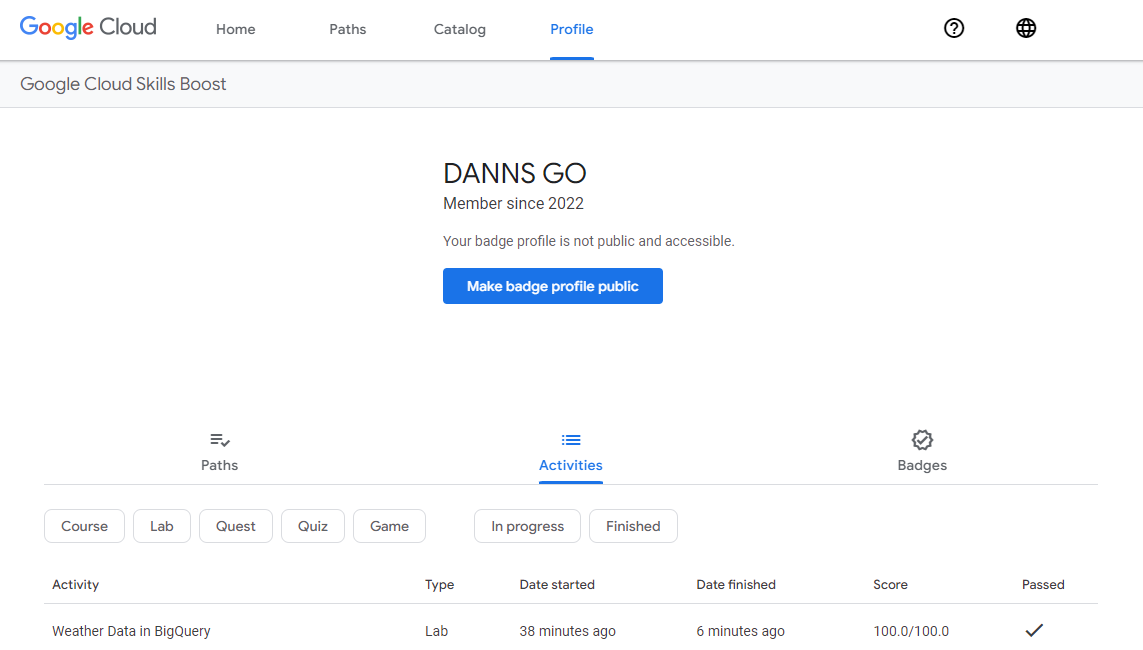 Google Cloud Home Paths Catalog Profile
Google Cloud Skills Boost
DANNS GO
Member since 2022
Your badge profile is not public and accessible.
Make badge profile public
Paths Activities Badges
Course Lab Quest Quiz Game In progress Finished
Activity Type Date started Date finished Score Passed
Weather Data in BigQuery Lab 38 minutes ago 6 minutes ago 100.0/100.0